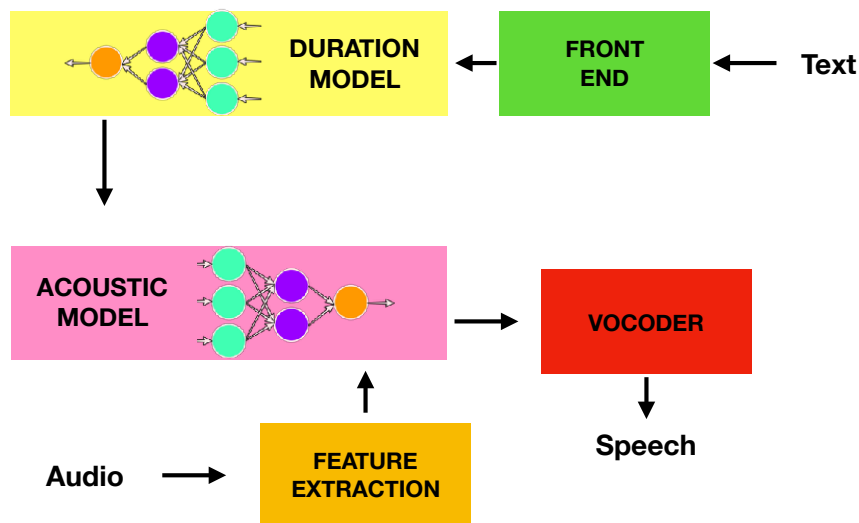 DURATION
MODEL
FRONT
END
Text
ACOUSTIC
MODEL
VOCODER
Speech
Audio
FEATURE
EXTRACTION